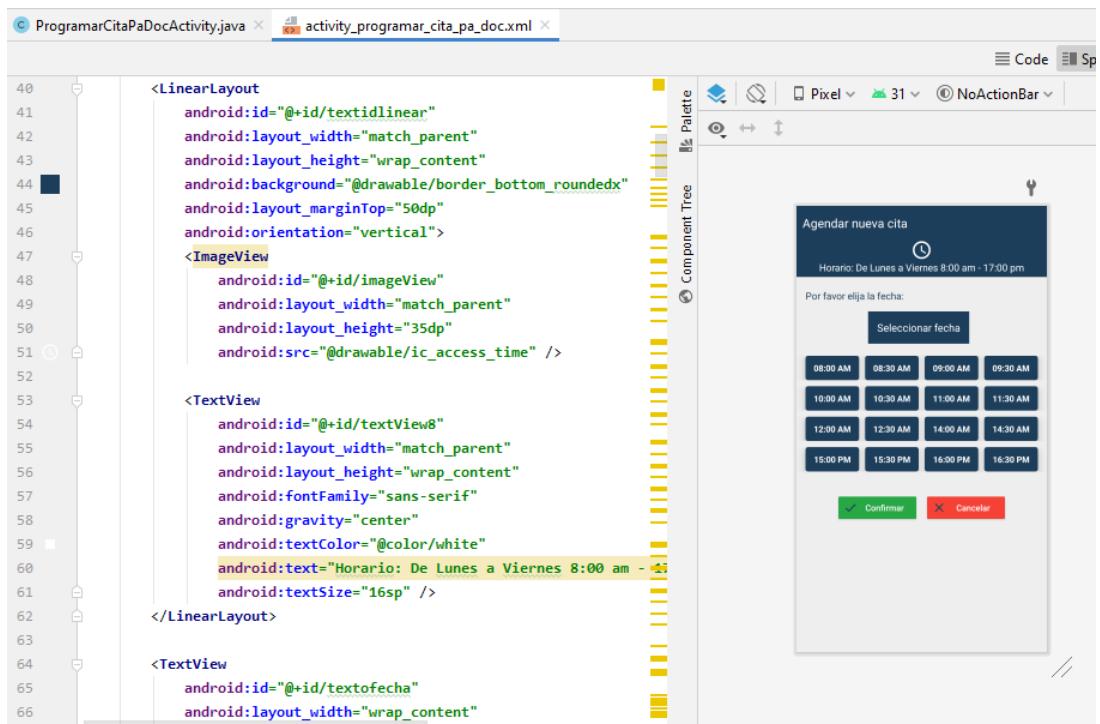 ProgramarCitaPaDocActivity.java
activity_programar_cita_pa_doc.xml
Code
Sp
40 <LinearLayout
41 android:id="@+id/textidlinear"
42 android:layout_width="match_parent"
43 android:layout_height="wrap_content"
44 android:background="@drawable/border_bottom_roundedx"
45 android:layout_marginTop="50dp"
46 android:orientation="vertical">
47 <ImageView
48 android:id="@+id/imageView"
49 android:layout_width="match_parent"
50 android:layout_height="35dp"
51 android:src="@drawable/ic_access_time" />
52
53 <TextView
54 android:id="@+id/textView8"
55 android:layout_width="match_parent"
56 android:layout_height="wrap_content"
57 android:fontFamily="sans-serif"
58 android:gravity="center"
59 android:textColor="@color/white"
60 android:text="Horario: De Lunes a Viernes 8:00 am - 17
61 android:textSize="16sp" />
62 </LinearLayout>
63
64 <TextView
65 android:id="@+id/textofecha"
66 android:layout_width="wrap_content"
Palette
Component Tree
Pixel 31 NoActionBar
Agendar nueva cita
Horario: De Lunes a Viernes 8:00 am - 17:00 pm
Por favor elija la fecha:
Seleccionar fecha
08:00 AM 08:30 AM 09:00 AM 09:30 AM
10:00 AM 10:30 AM 11:00 AM 11:30 AM
12:00 AM 12:30 AM 14:00 AM 14:30 AM
15:00 PM 15:30 PM 16:00 PM 16:30 PM
Confirmar Cancelar